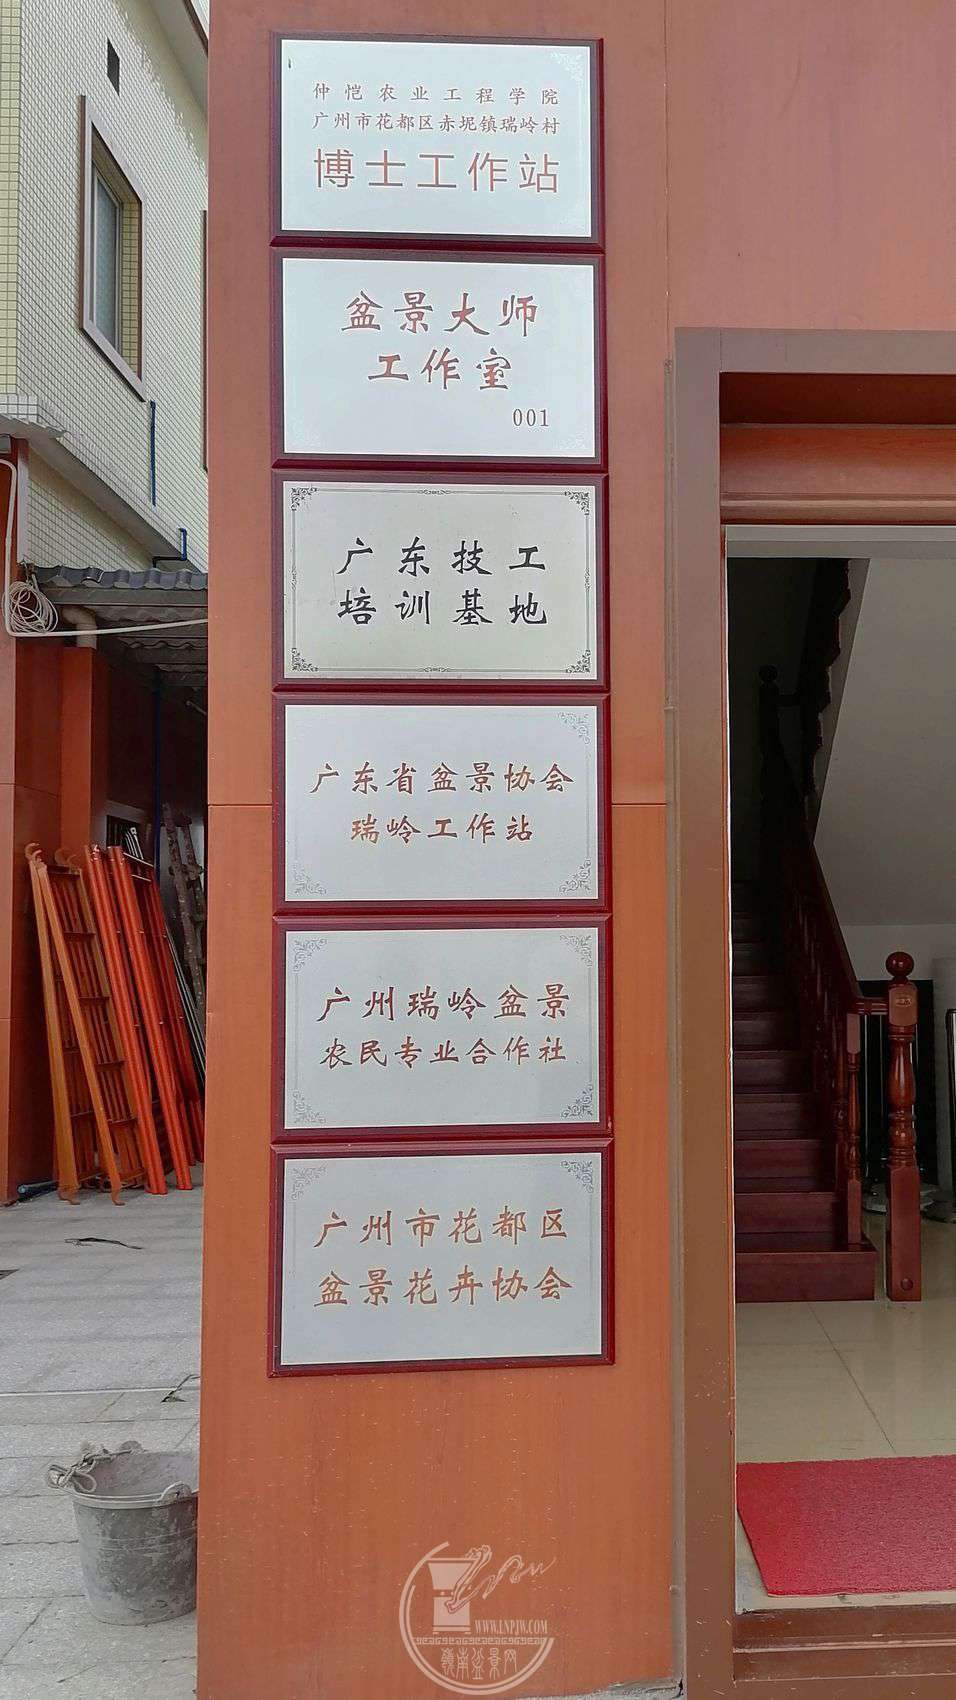 仲恺农业工程学院
广州市花都区赤坭镇瑞岭村
博士工作站
盆景大师
工作室
001
广东技工
培训基地
广东省盆景协会
瑞岭工作站
广州瑞岭盆景
农民专业合作社
广州市花都区
盆景花卉协会
WWW.LNPJW.COM
嶺南盆景网